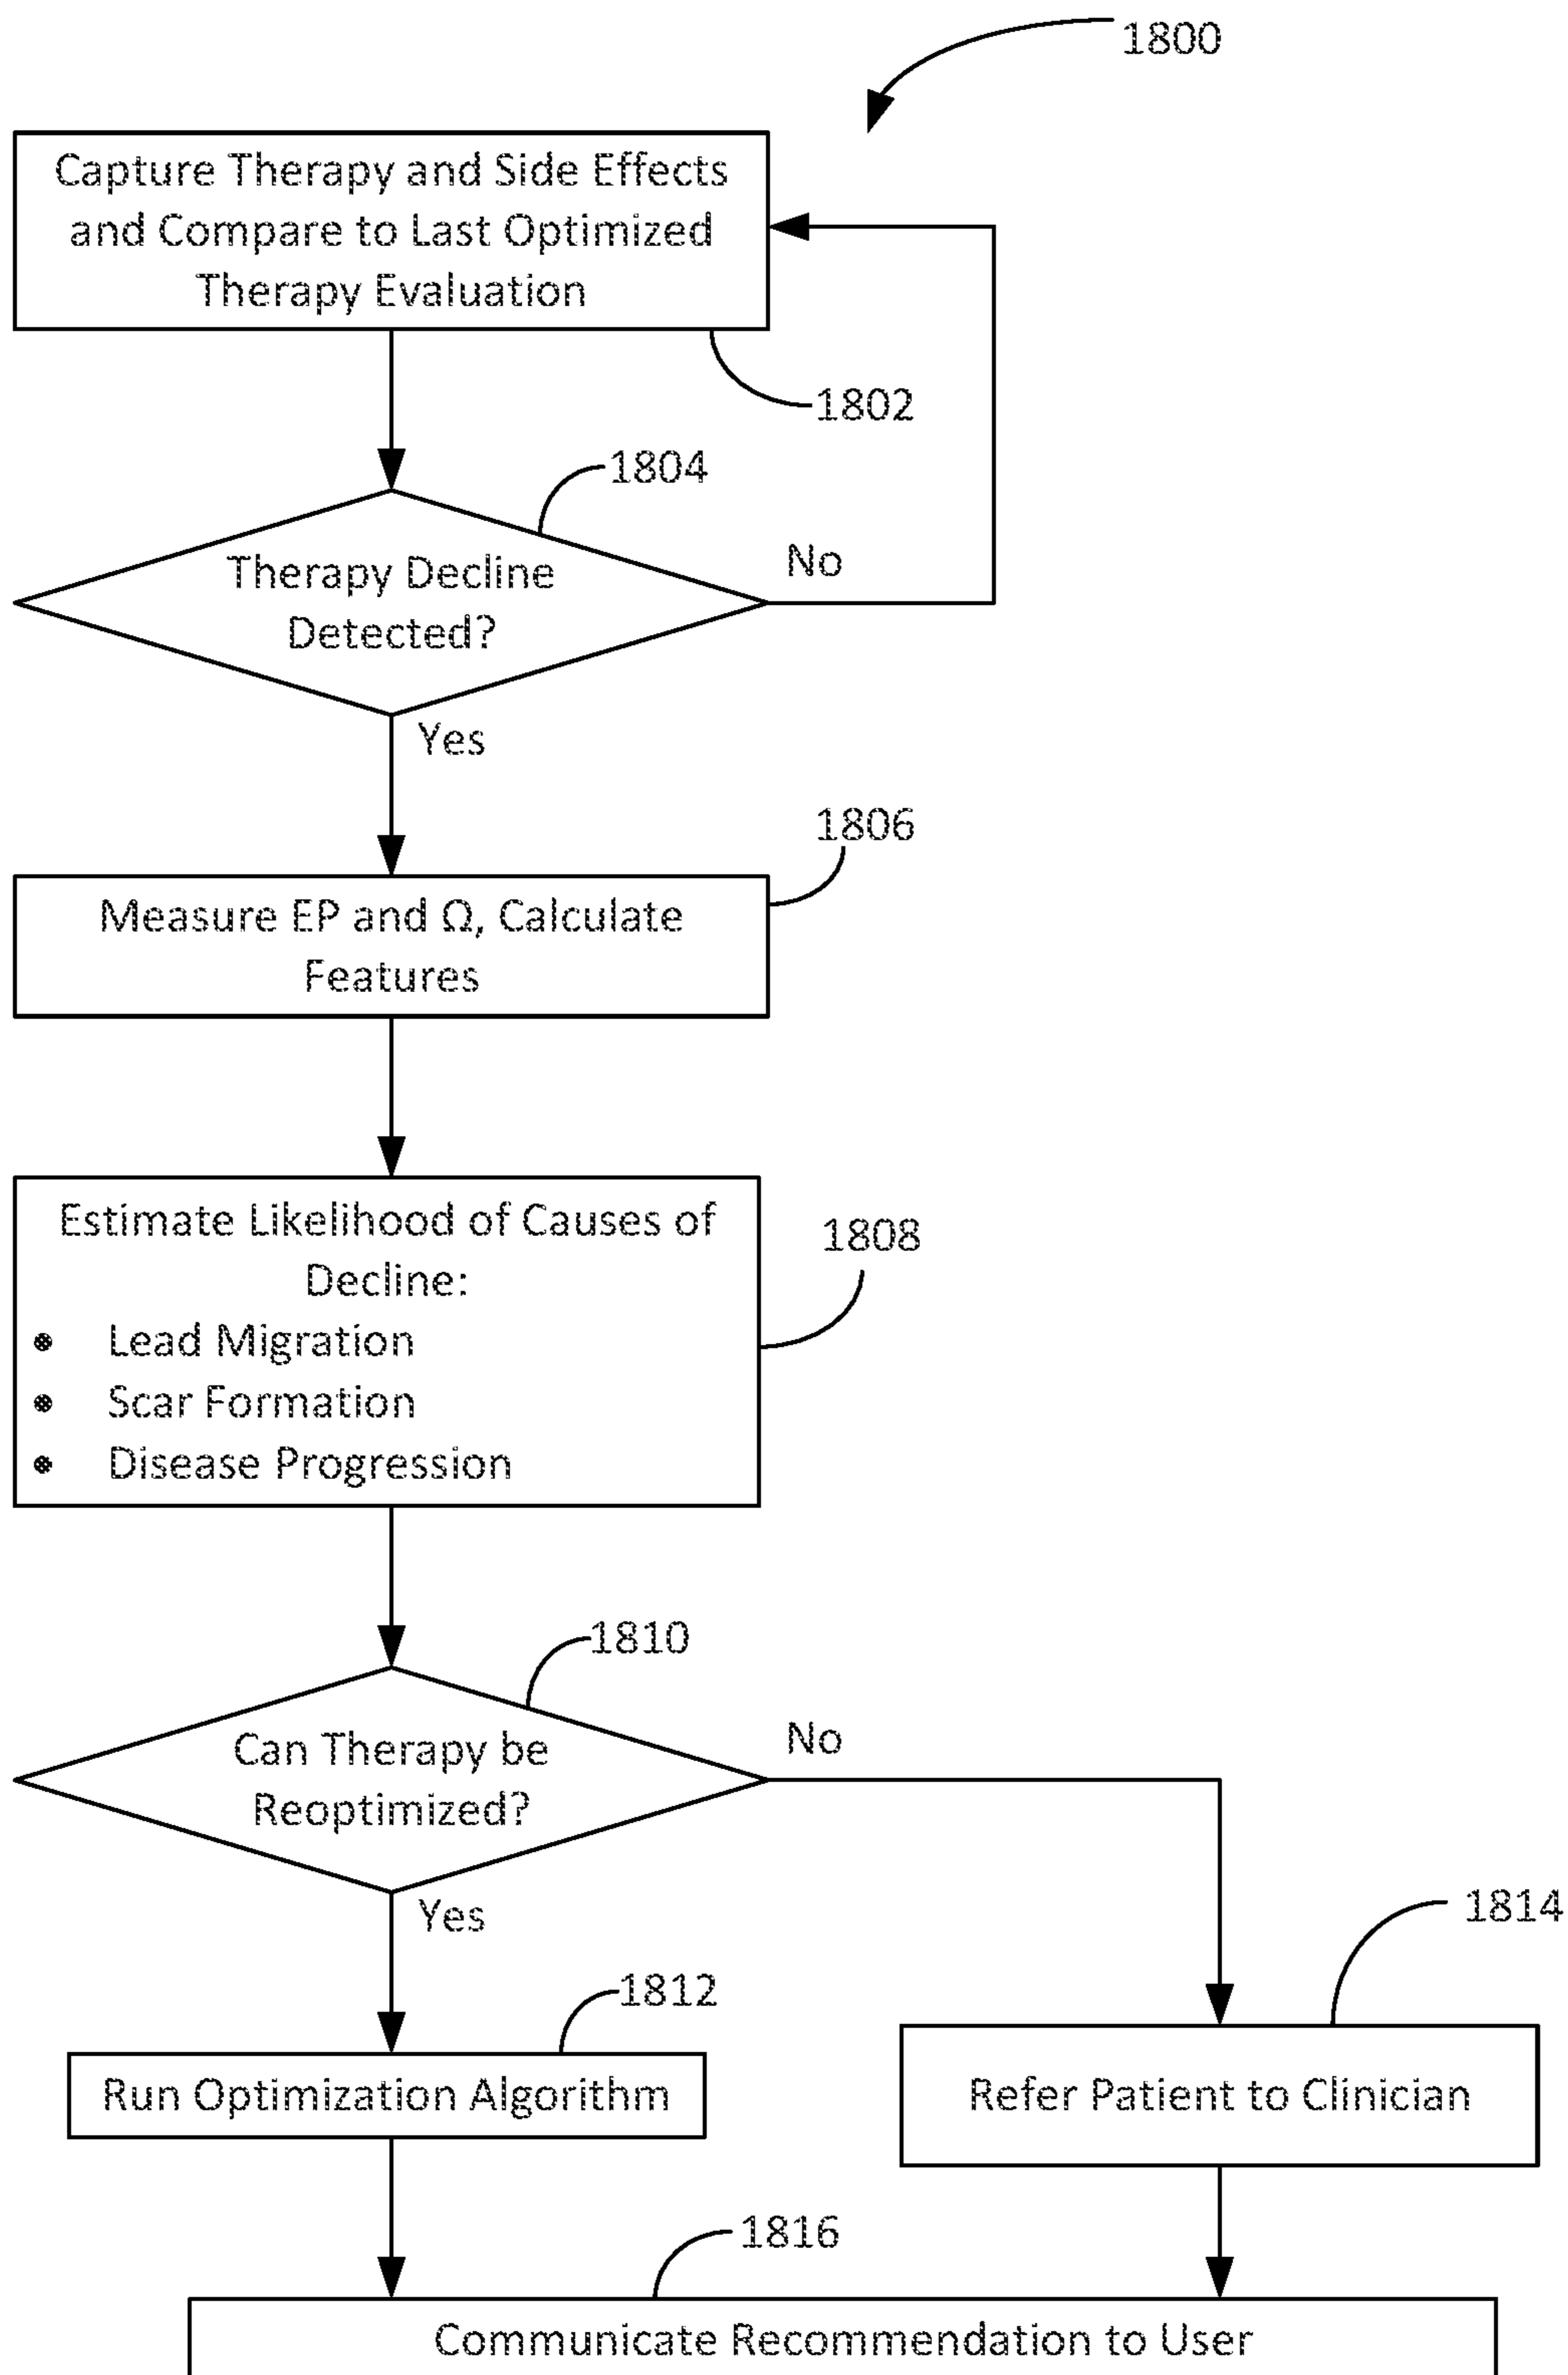 1800
Capture Therapy and Side Effects
and Compare to Last Optimized
Therapy Evaluation
1802
1804
Therapy Decline
Detected?
No
Yes
1806
Measure EP and Ω, Calculate
Features
Estimate Likelihood of Causes of
Decline:
• Lead Migration
• Scar Formation
• Disease Progression
1808
1810
Can Therapy be
Reoptimized?
No
Yes
1814
1812
Run Optimization Algorithm
Refer Patient to Clinician
1816
Communicate Recommendation to User